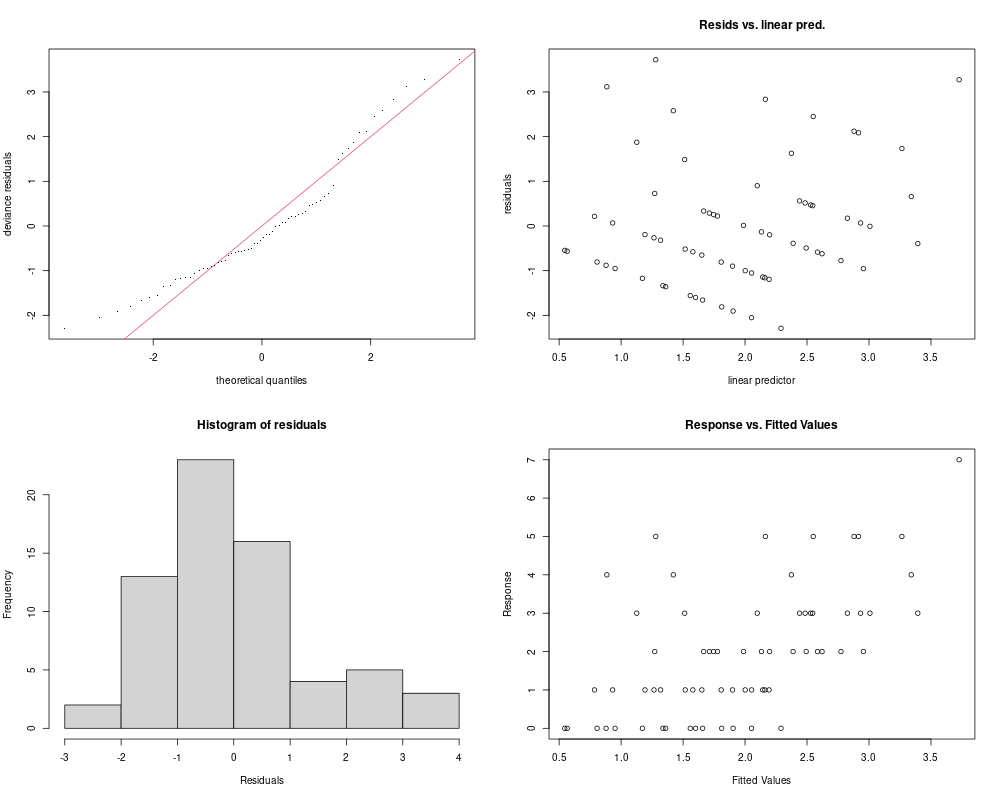 deviance residuals
3
2
1
0
-1
-2
-2 0 2
theoretical quantiles
Resids vs. linear pred.
residuals
3
2
1
0
-1
-2
0.5 1.0 1.5 2.0 2.5 3.0 3.5
linear predictor
Histogram of residuals
Frequency
20
15
10
5
0
-3 -2 -1 0 1 2 3 4
Residuals
Response vs. Fitted Values
Response
7
6
5
4
3
2
1
0
0.5 1.0 1.5 2.0 2.5 3.0 3.5
Fitted Values